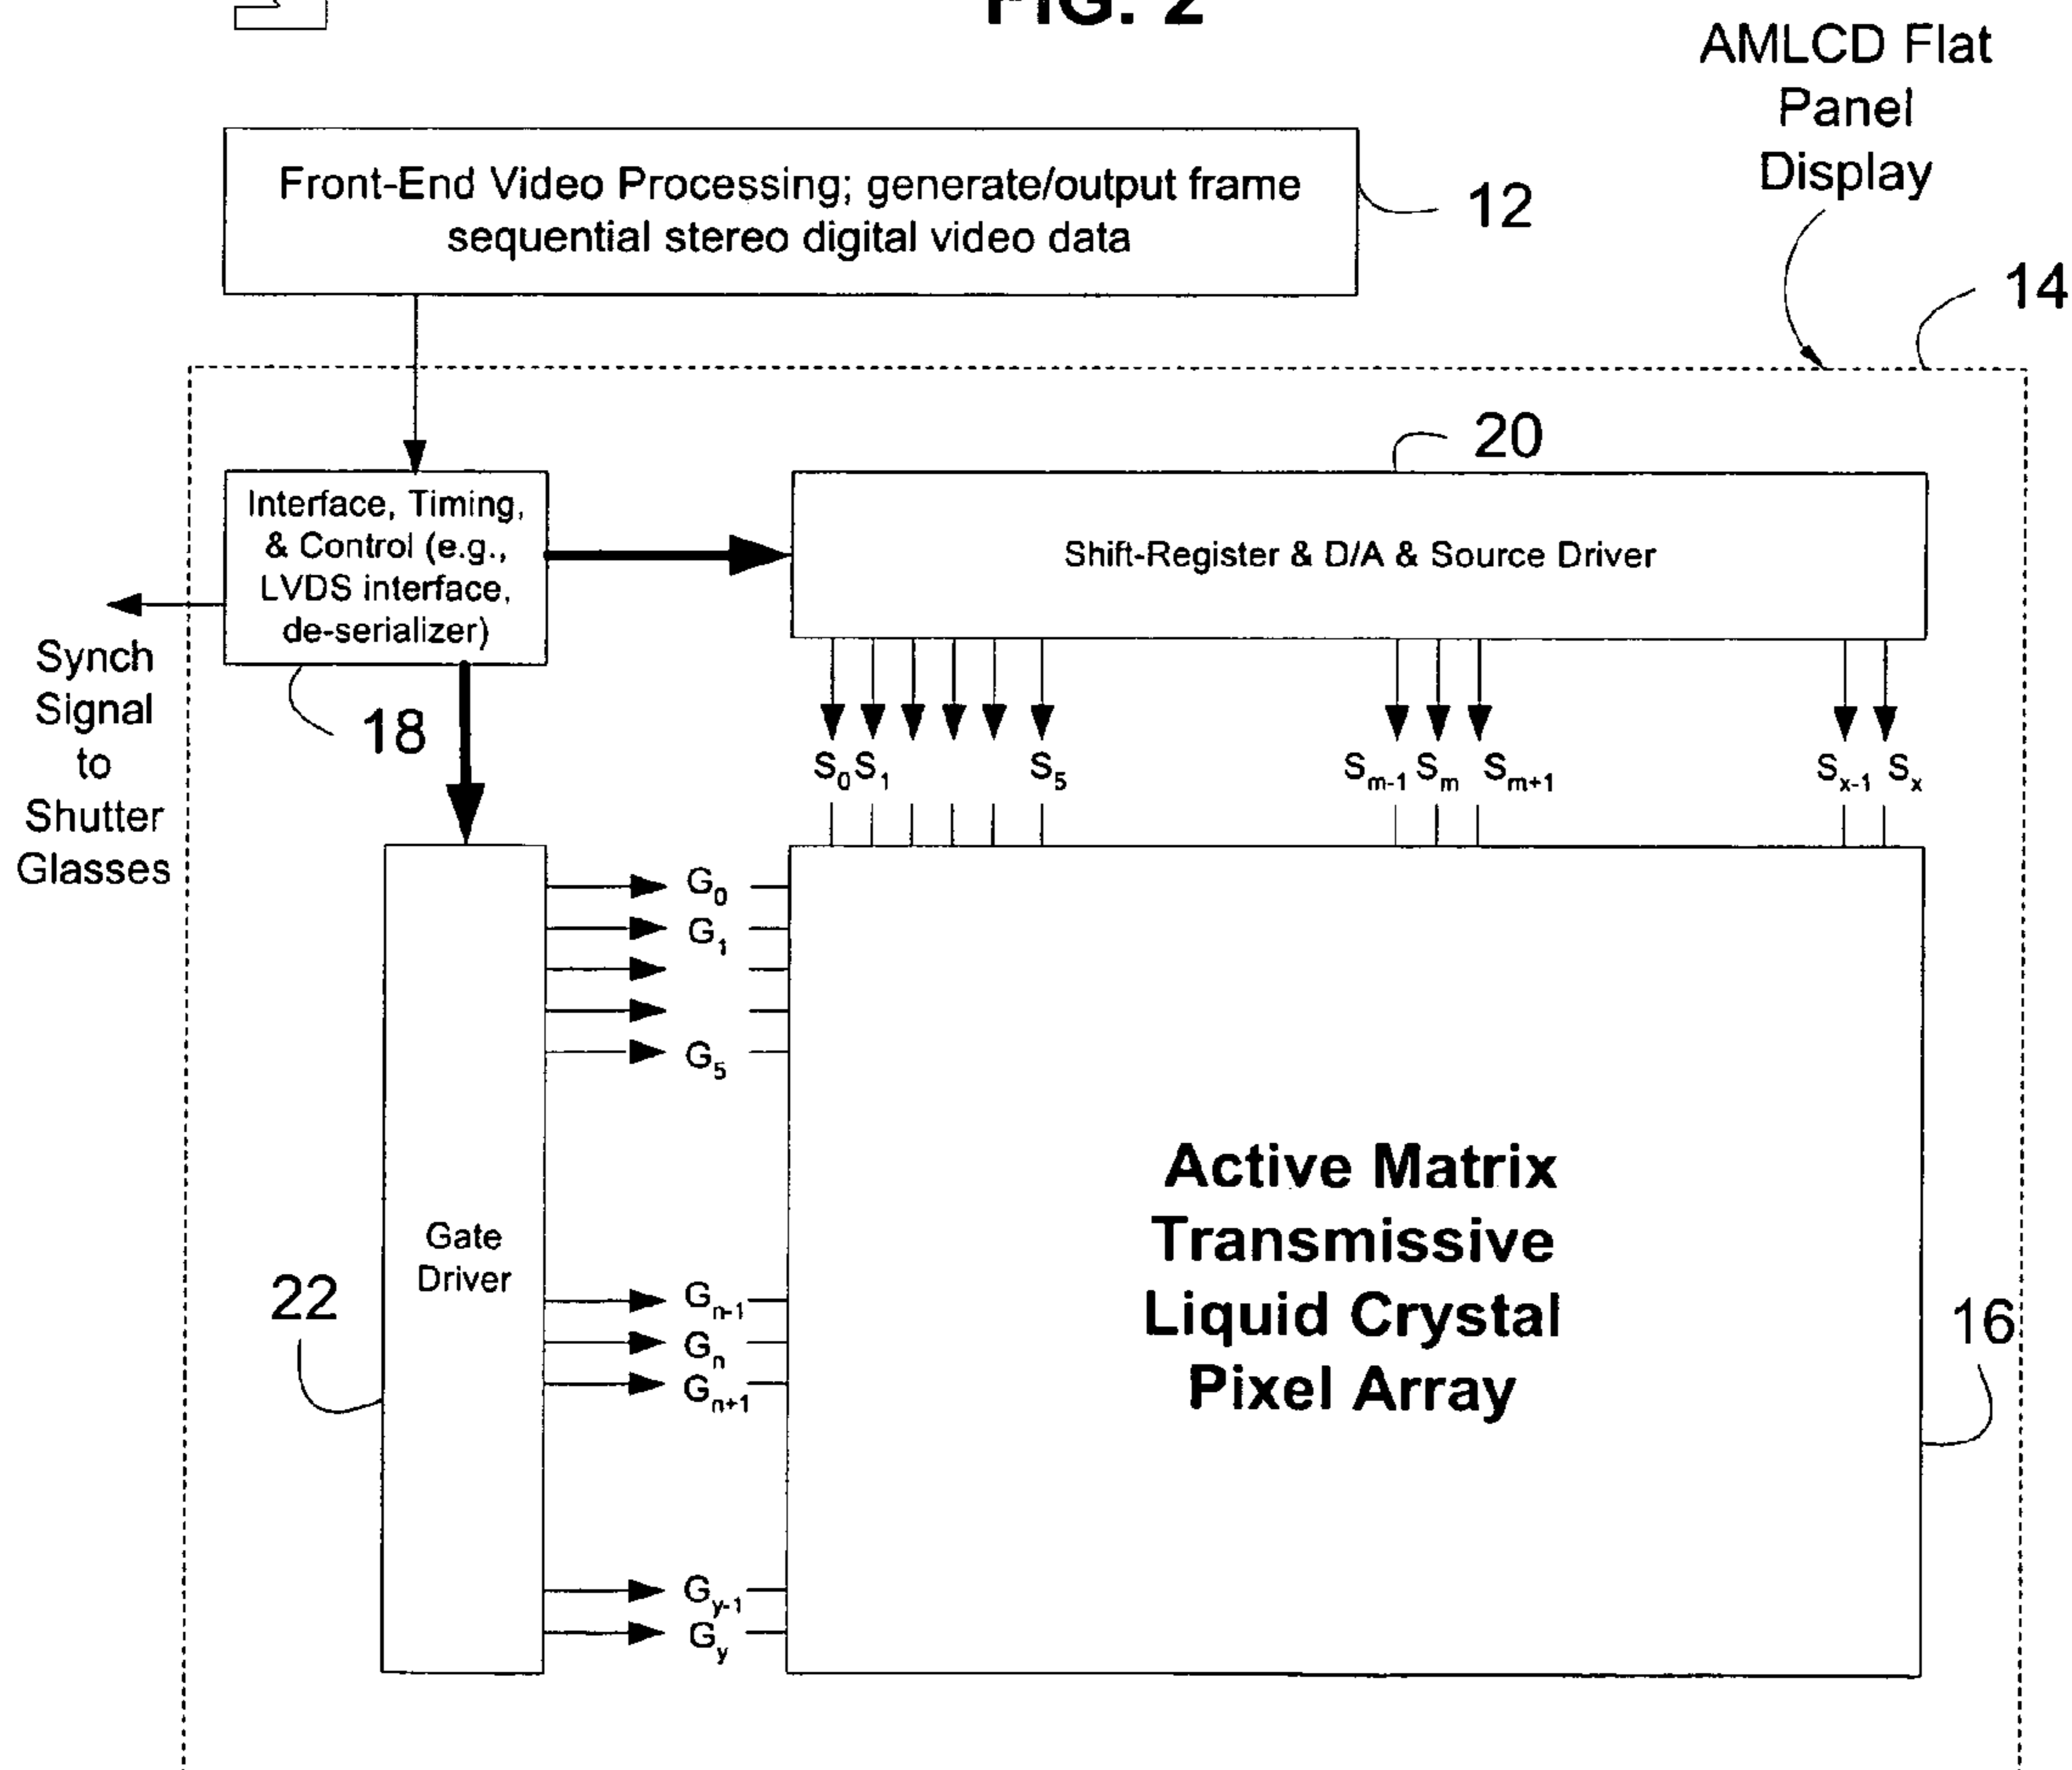 FIG. 2
AMLCD Flat
Panel
Display
Front-End Video Processing; generate/output frame
sequential stereo digital video data
12
14
20
Interface, Timing,
& Control (e.g.,
LVDS interface,
de-serializer)
Shift-Register & D/A & Source Driver
Synch
Signal
to
Shutter
Glasses
18
S0 S1 S5 Sm-1 Sm Sm+1 Sx-1 Sx
G0
G1
G5
Gate
Driver
22
Gn-1
Gn
Gn+1
Gy-1
Gy
Active Matrix
Transmissive
Liquid Crystal
Pixel Array
16